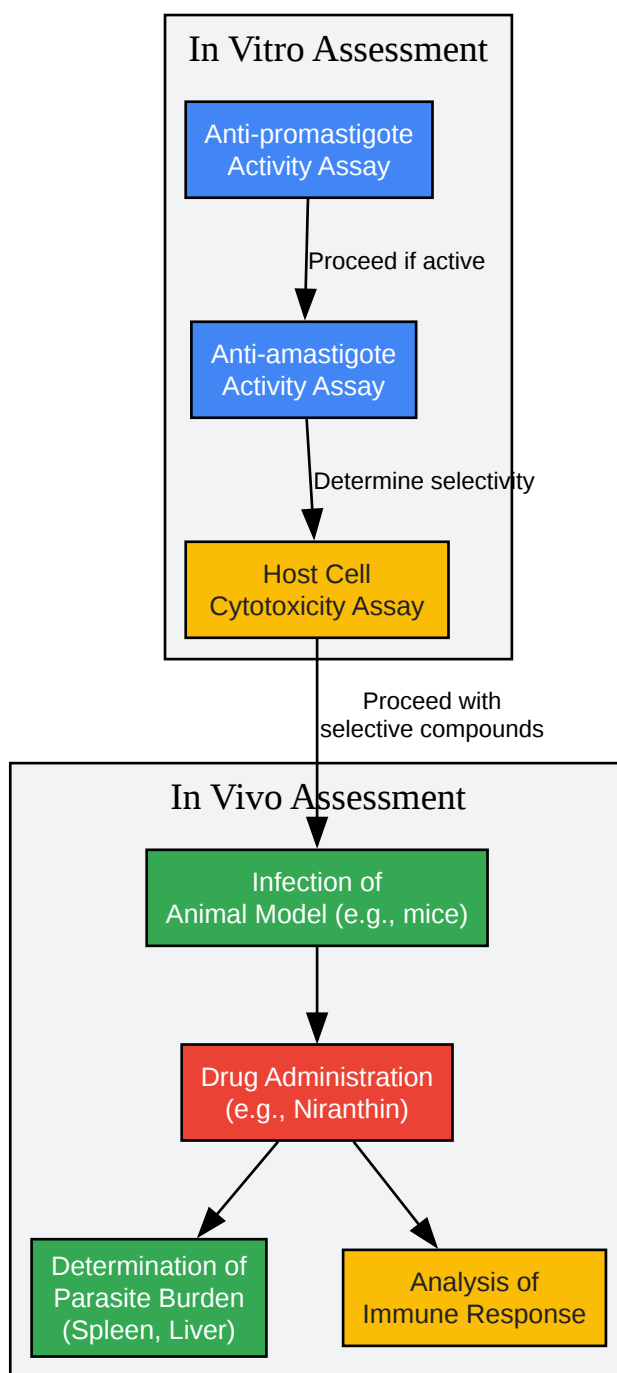 In Vitro Assessment
Anti-promastigote
Activity Assay
Proceed if active
Anti-amastigote
Activity Assay
Determine selectivity
Host Cell
Cytotoxicity Assay
Proceed with
selective compounds
In Vivo Assessment
Infection of
Animal Model (e.g., mice)
Drug Administration
(e.g., Niranthin)
Determination of
Parasite Burden
(Spleen, Liver)
Analysis of
Immune Response